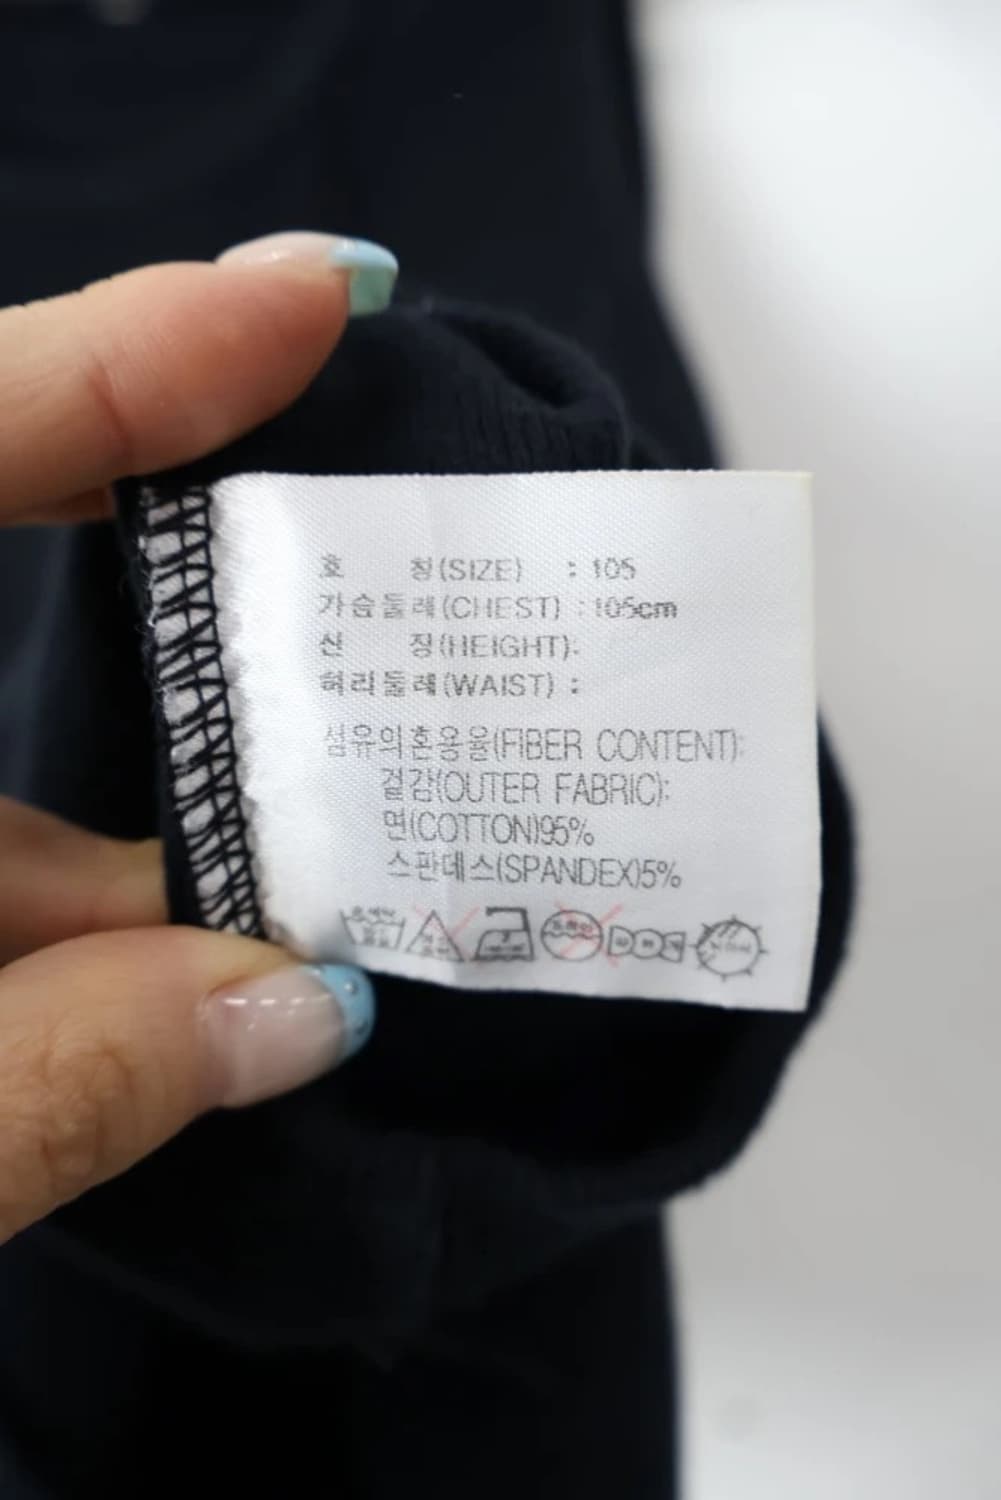 호 칭(SIZE) : 105
가슴둘레(CHEST) : 105cm
신 장(HEIGHT):
허리둘레(WAIST) :
섬유의혼용율(FIBER CONTENT):
겉감(OUTER FABRIC):
면(COTTON)95%
스판데스(SPANDEX)5%